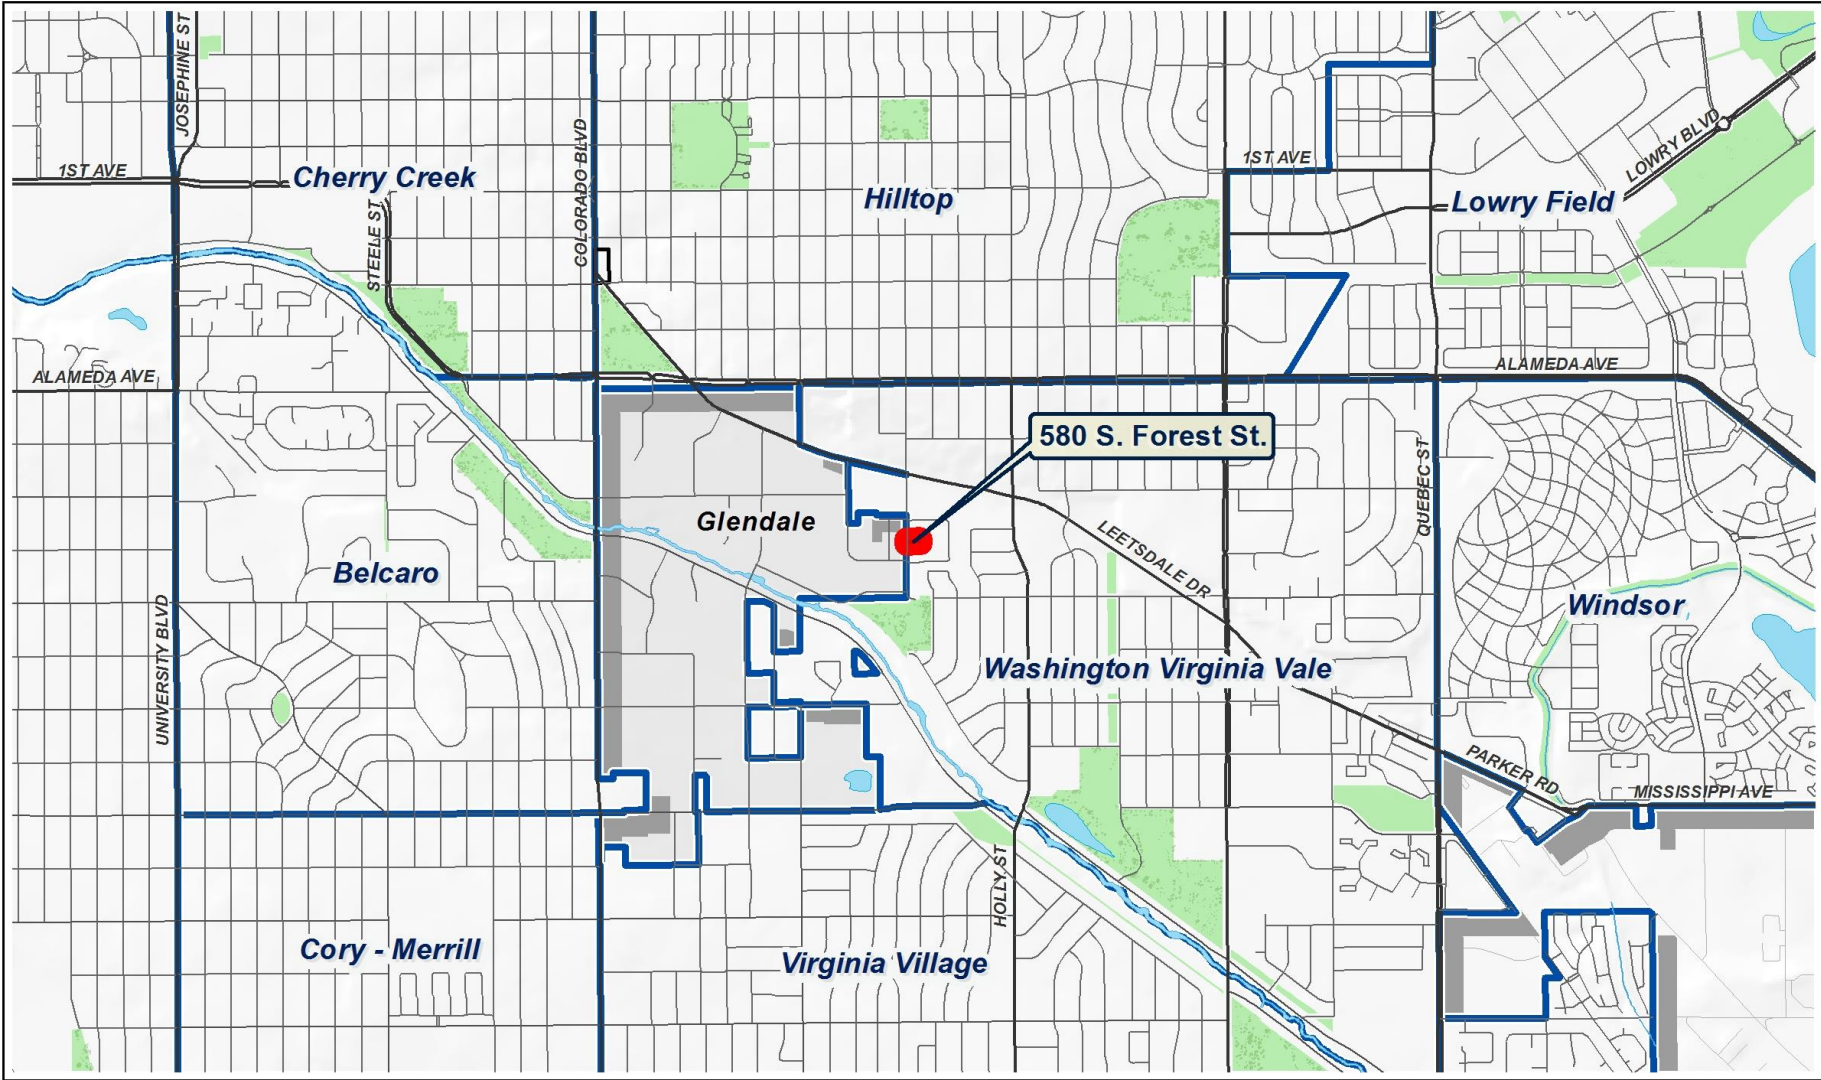 JOSEPHINE ST
1ST AVE
Cherry Creek
STEELE ST
COLORADO BLVD
Hilltop
1ST AVE
LOWRY BLVD
Lowry Field
ALAMEDA AVE
ALAMEDA AVE
580 S. Forest St.
QUEBEC ST
Glendale
LEETSDALE DR
Belcaro
UNIVERSITY BLVD
Windsor
Washington Virginia Vale
PARKER RD
MISSISSIPPI AVE
HOLLY ST
Cory - Merrill
Virginia Village